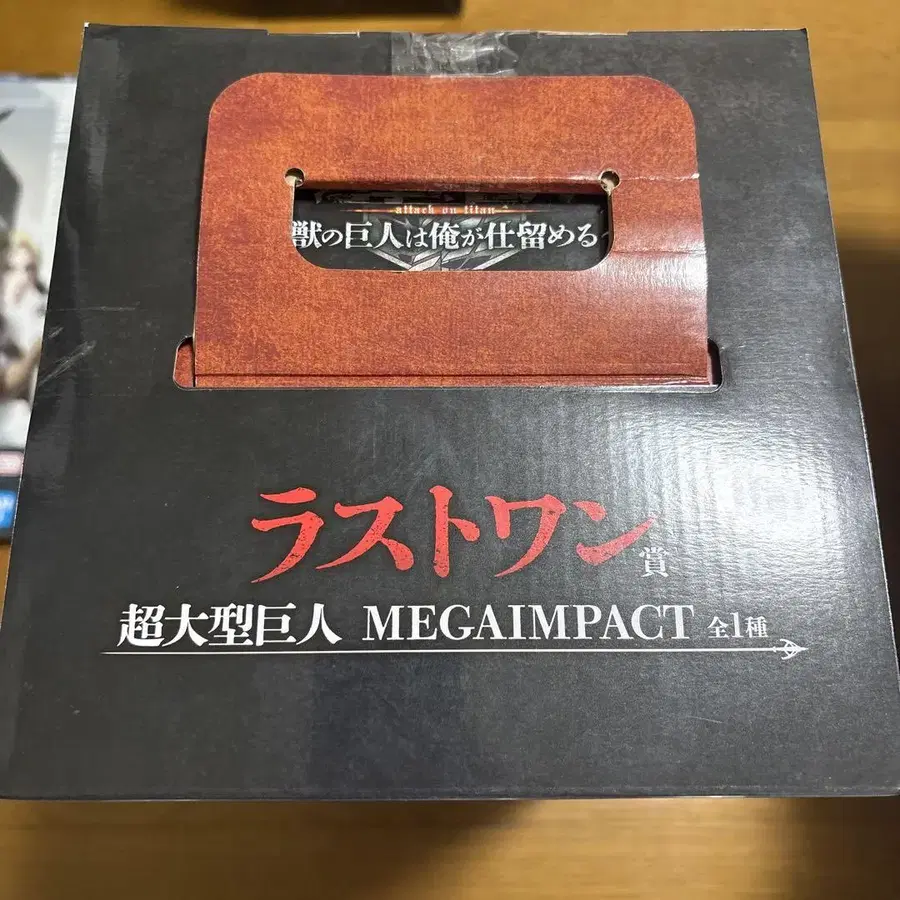 attack on titan
獣の巨人は俺が仕留める
ラストワン賞
超大型巨人 MEGAIMPACT 全1種